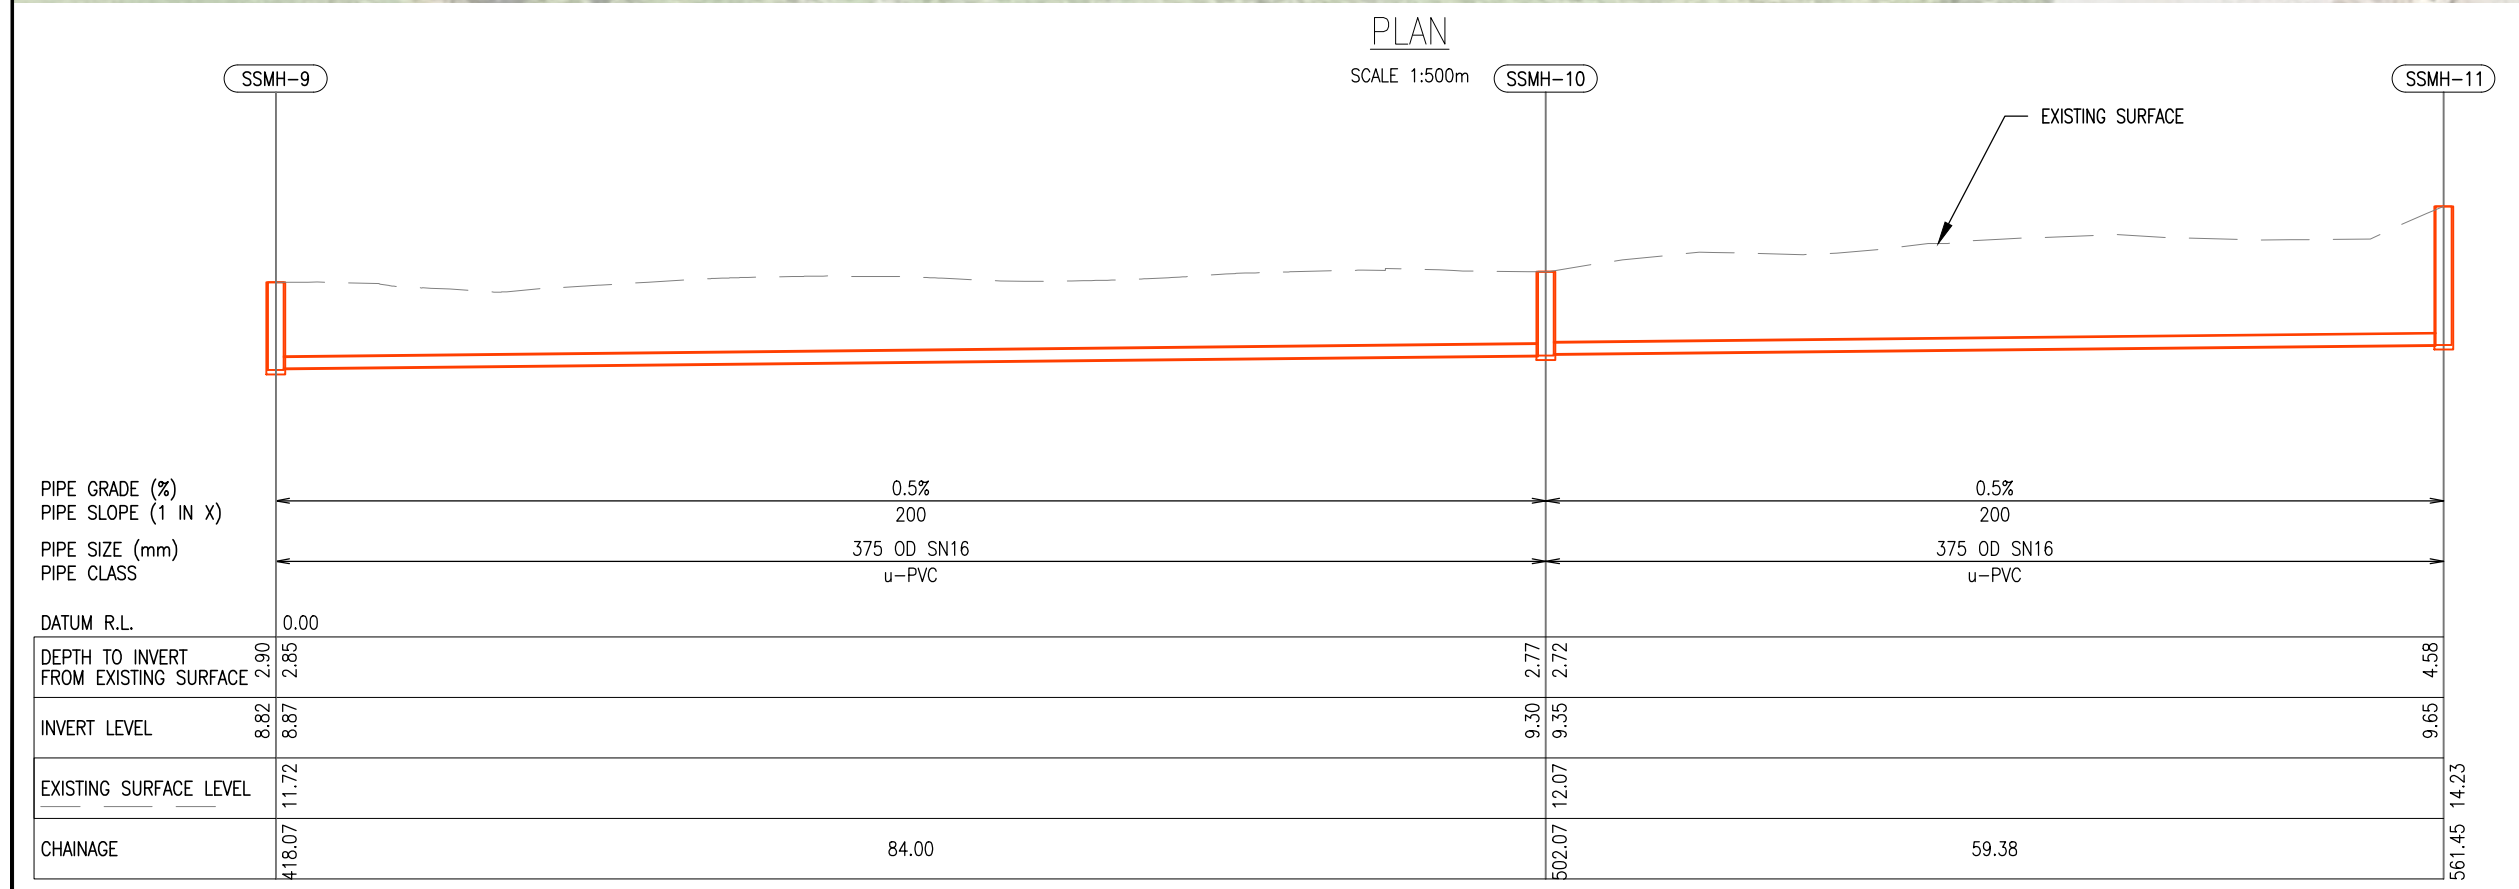 PLAN
SCALE 1:500m
SSMH-9
SSMH-10
SSMH-11
EXISTING SURFACE
PIPE GRADE (%) 0.5% 0.5%
PIPE SLOPE (1 IN X) 200 200
PIPE SIZE (mm) 375 OD SN16 375 OD SN16
PIPE CLASS u-PVC u-PVC
DATUM R.L. 0.00
DEPTH TO INVERT
FROM EXISTING SURFACE 2.90 2.85 2.77 2.72 4.58
INVERT LEVEL 8.82 8.87 9.30 9.35 9.65
EXISTING SURFACE LEVEL 11.72 12.07 14.23
CHAINAGE 418.07 84.00 502.07 59.38 561.45